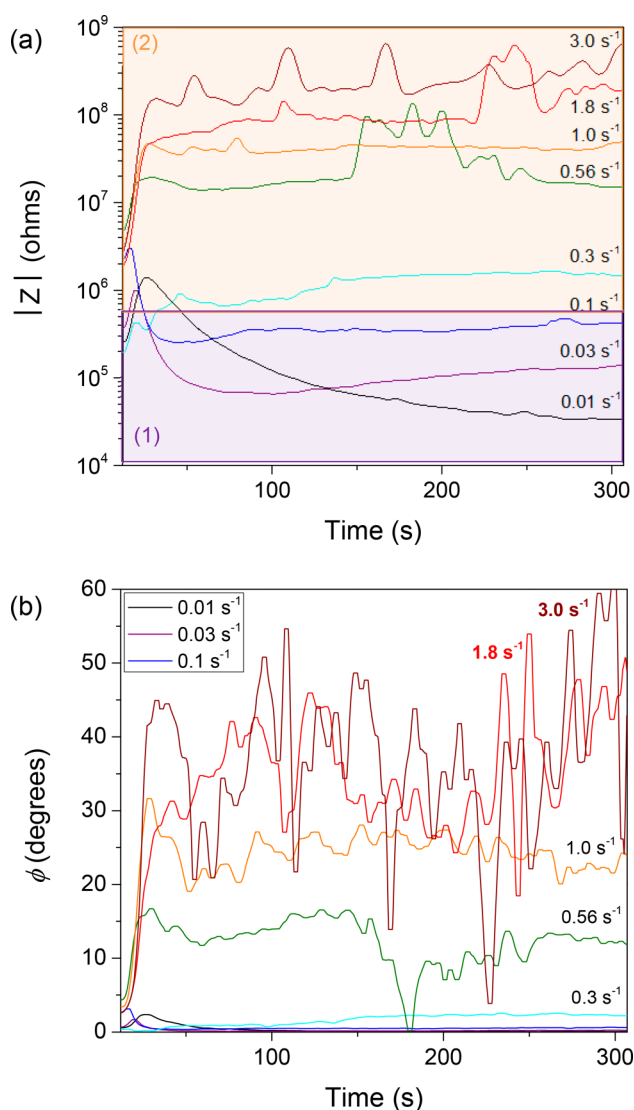 (a)
(2)
10⁹
10⁸
10⁷
10⁶
10⁵
10⁴
|Z| (ohms)
3.0 s⁻¹
1.8 s⁻¹
1.0 s⁻¹
0.56 s⁻¹
0.3 s⁻¹
0.1 s⁻¹
0.03 s⁻¹
0.01 s⁻¹
(1)
100 200 300
Time (s)
(b)
60
50
40
30
20
10
0
ϕ (degrees)
0.01 s⁻¹
0.03 s⁻¹
0.1 s⁻¹
3.0 s⁻¹
1.8 s⁻¹
1.0 s⁻¹
0.56 s⁻¹
0.3 s⁻¹
100 200 300
Time (s)